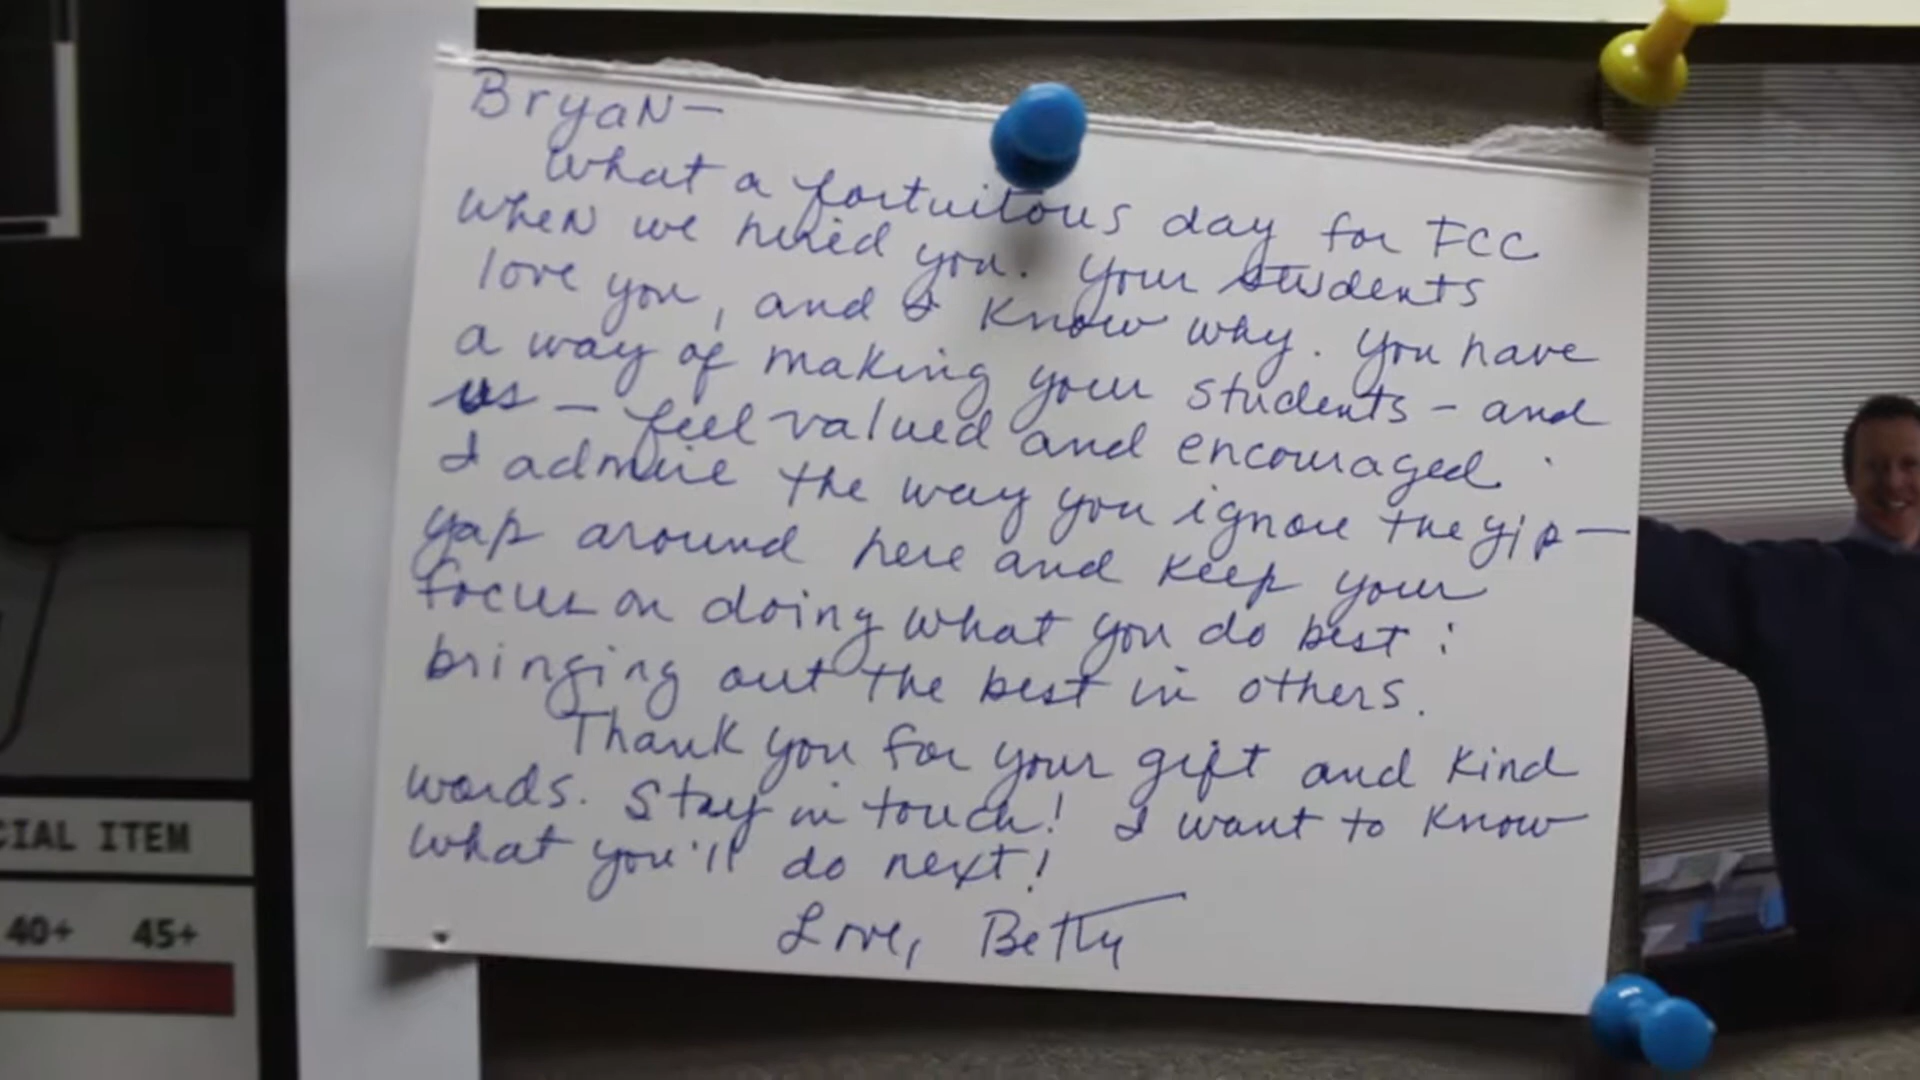 BryaN—
What a fortuitous day for FCC
wheN we hired you. Your students
love you, and I know why. You have
a way of making your students – and
us – feel valued and encouraged.
I admire the way you ignore the yip—
yap around here and keep your
focus on doing what you do best:
bringing out the best in others.
Thank you for your gift and kind
words. Stay in touch! I want to know
what you'll do next!
Love, Betty
CIAL ITEM
40+ 45+